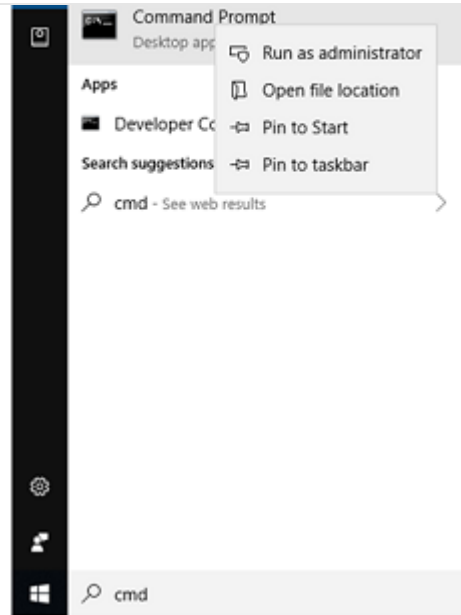 Command Prompt
Desktop app
Run as administrator
Open file location
Pin to Start
Pin to taskbar
Apps
Developer Co
Search suggestions
cmd - See web results
cmd